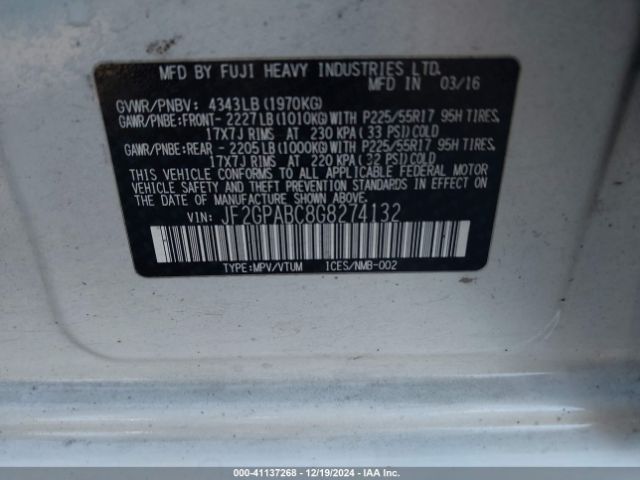 MFD BY FUJI HEAVY INDUSTRIES LTD.
MFD IN 03/16
GVWR/PNBV: 4343LB(1970KG)
GAWR/PNBE:FRONT- 2227LB(1010KG)WITH P225/55R17 95H TIRES,
17X7J RIMS AT 230 KPA(33 PSI)COLD
GAWR/PNBE:REAR - 2205LB(1000KG)WITH P225/55R17 95H TIRES,
17X7J RIMS AT 220 KPA(32 PSI)COLD
THIS VEHICLE CONFORMS TO ALL APPLICABLE FEDERAL MOTOR
VEHICLE SAFETY AND THEFT PREVENTION STANDARDS IN EFFECT ON
THE DATE OF MANUFACTURE SHOWN ABOVE.
VIN: JF2GPABC8G8274132
TYPE:MPV/VTUM ICES/NMB-002
000-41137268 - 12/19/2024 - IAA Inc.